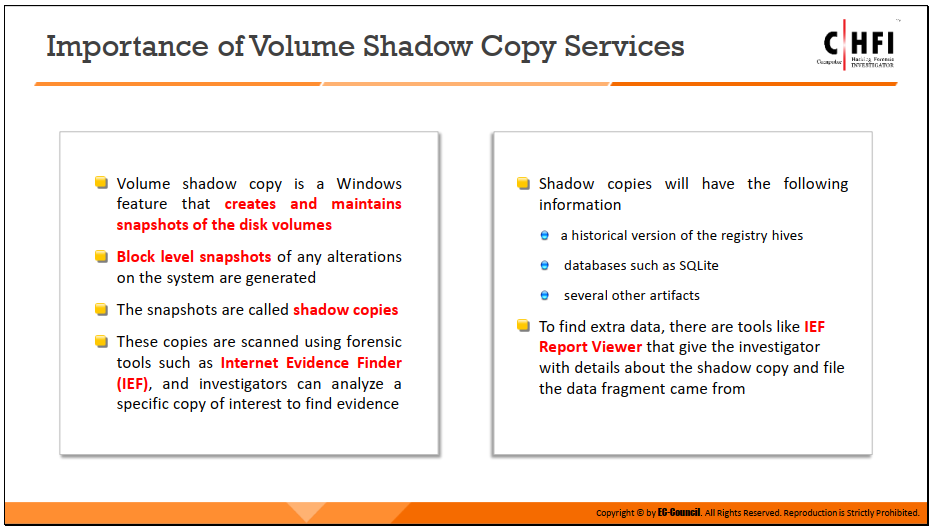 Importance of Volume Shadow Copy Services
CHFI
Computer
Hacking Forensic
INVESTIGATOR
Volume shadow copy is a Windows
feature that creates and maintains
snapshots of the disk volumes
Block level snapshots of any alterations
on the system are generated
The snapshots are called shadow copies
These copies are scanned using forensic
tools such as Internet Evidence Finder
(IEF), and investigators can analyze a
specific copy of interest to find evidence
Shadow copies will have the following
information
a historical version of the registry hives
databases such as SQLite
several other artifacts
To find extra data, there are tools like IEF
Report Viewer that give the investigator
with details about the shadow copy and file
the data fragment came from
Copyright © by EC-Council. All Rights Reserved. Reproduction is Strictly Prohibited.